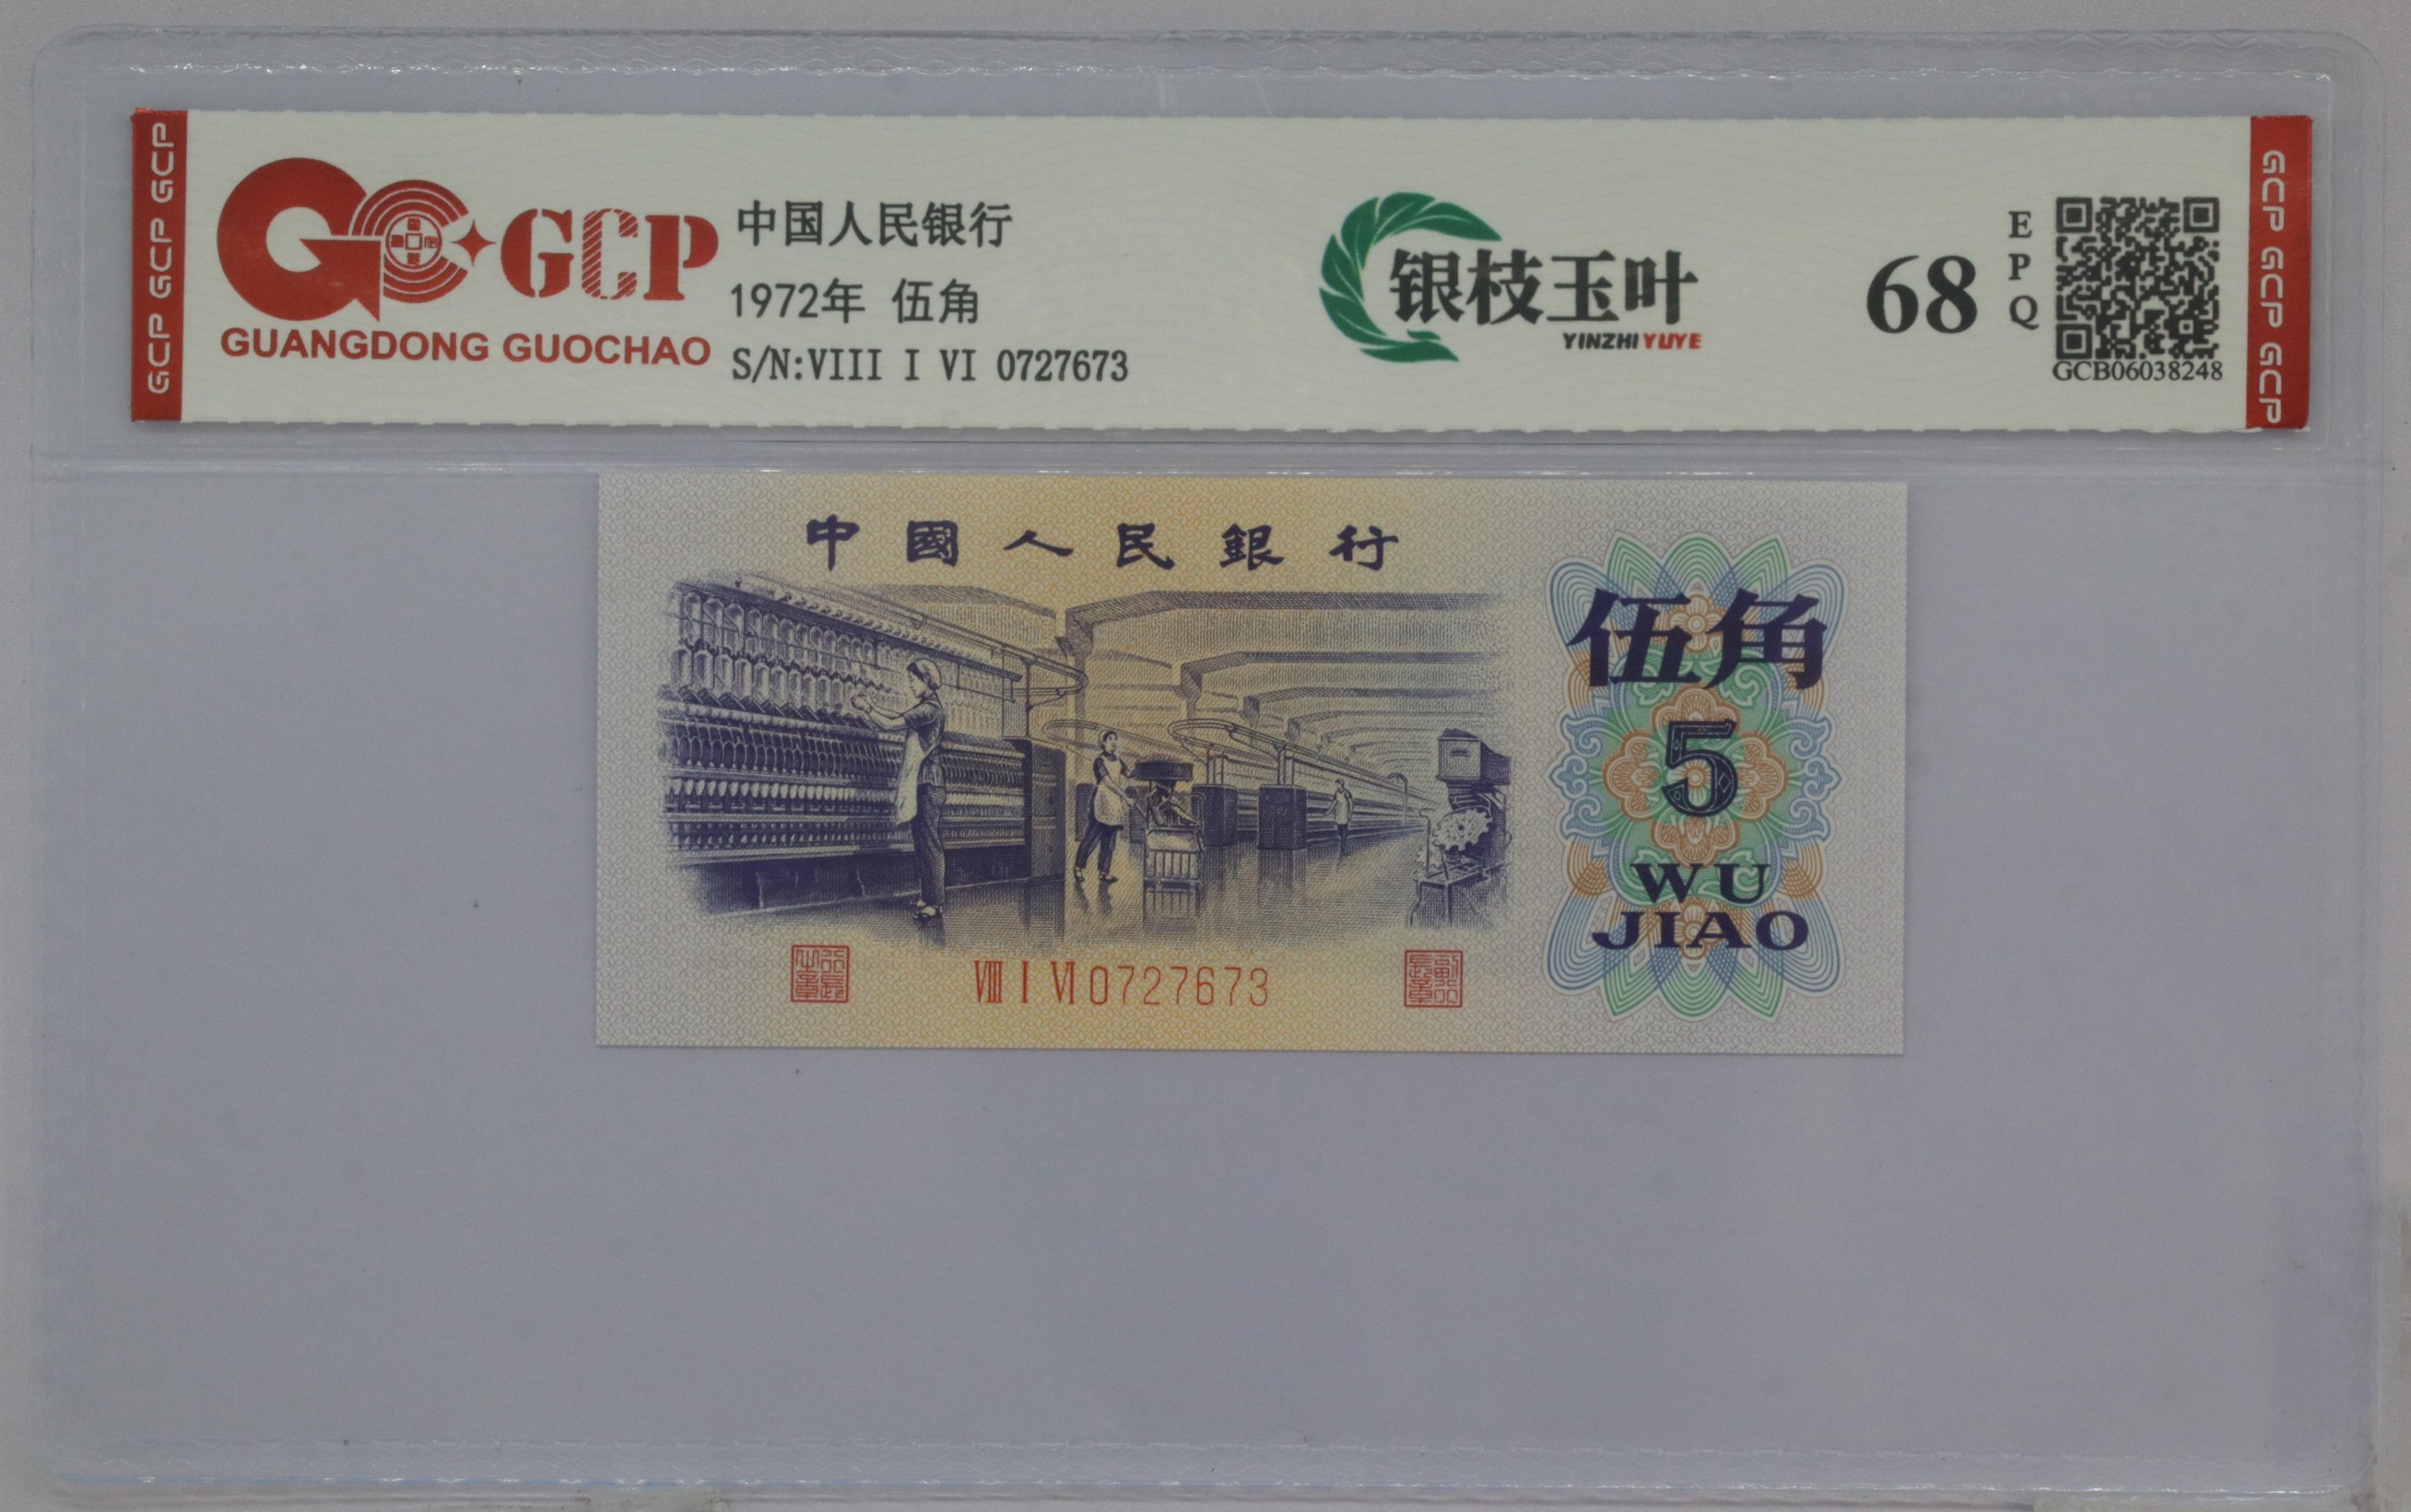 GCP GCP GCP
GCP
GUANGDONG GUOCHAO
中国人民银行
1972年 伍角
S/N:VIII I VI 0727673
银枝玉叶
YINZHI YUYE
68
EPQ
GCB06038248
GCP GCP GCP
中國人民銀行
伍角
5
WU
JIAO
VIII I VI 0727673